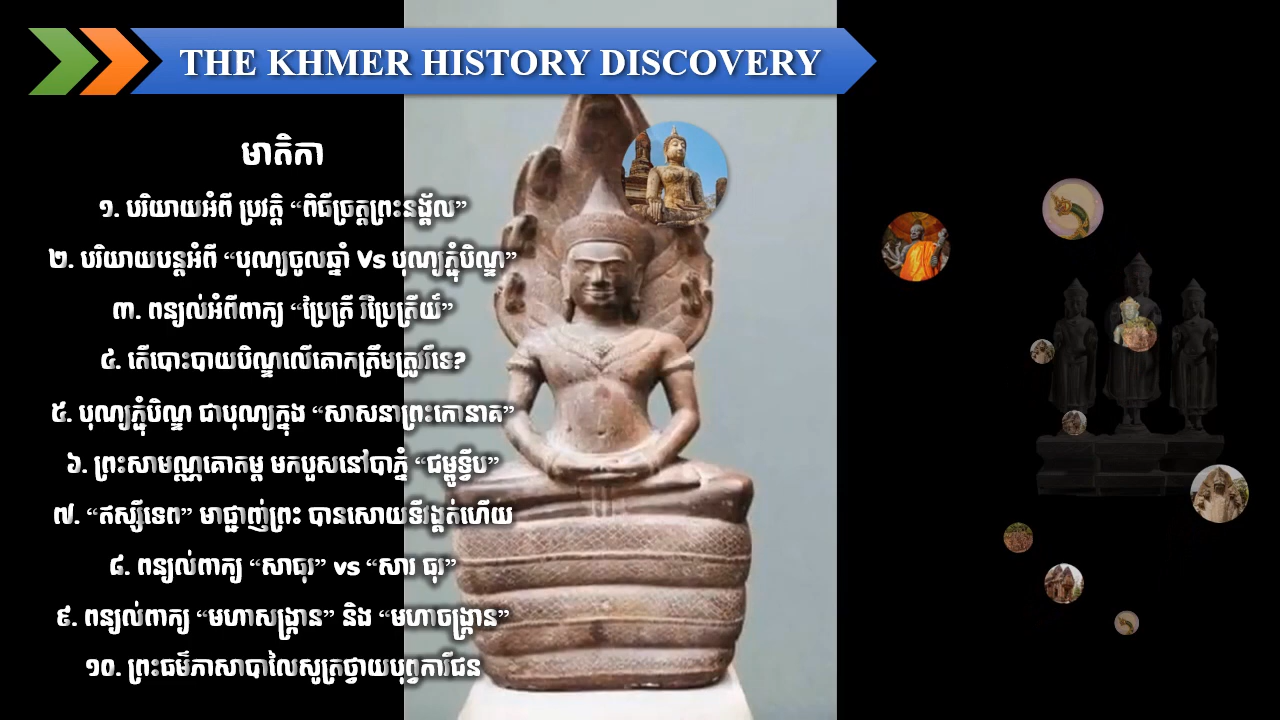 THE KHMER HISTORY DISCOVERY
មាតិកា
១. បរិយាយអំពី ប្រវត្តិ “ពិធីច្រត្តព្រះនង្គ័ល”
២. បរិយាយបន្តអំពី “បុណ្យចូលឆ្នាំ Vs បុណ្យភ្ជុំបិណ្ឌ”
៣. ពន្យល់អំពីពាក្យ “ប្រៃត្រី រឺប្រៃត្រីយ៍”
៤. តើបោះបាយបិណ្ឌលើគោកត្រឹមត្រូវរឺទេ?
៥. បុណ្យភ្ជុំបិណ្ឌ ជាបុណ្យក្នុង “សាសនាព្រះកោនាគ”
៦. ព្រះសាមណ្ណគោតម្ត មកបួសនៅបាភ្នំ “ជម្ពូទ្វីប”
៧. “ឥស្សីទេព” មាផ្ចាញ់ព្រះ បានសោយទីវង្គត់ហើយ
៨. ពន្យល់ពាក្យ “សាធុរ” vs “សារ ធុរ”
៩. ពន្យល់ពាក្យ “មហាសង្ក្រាន” និង “មហាចង្ក្រាន”
១០. ព្រះធម៌ភាសាបាលៃសូត្រថ្វាយបុព្វការីជន